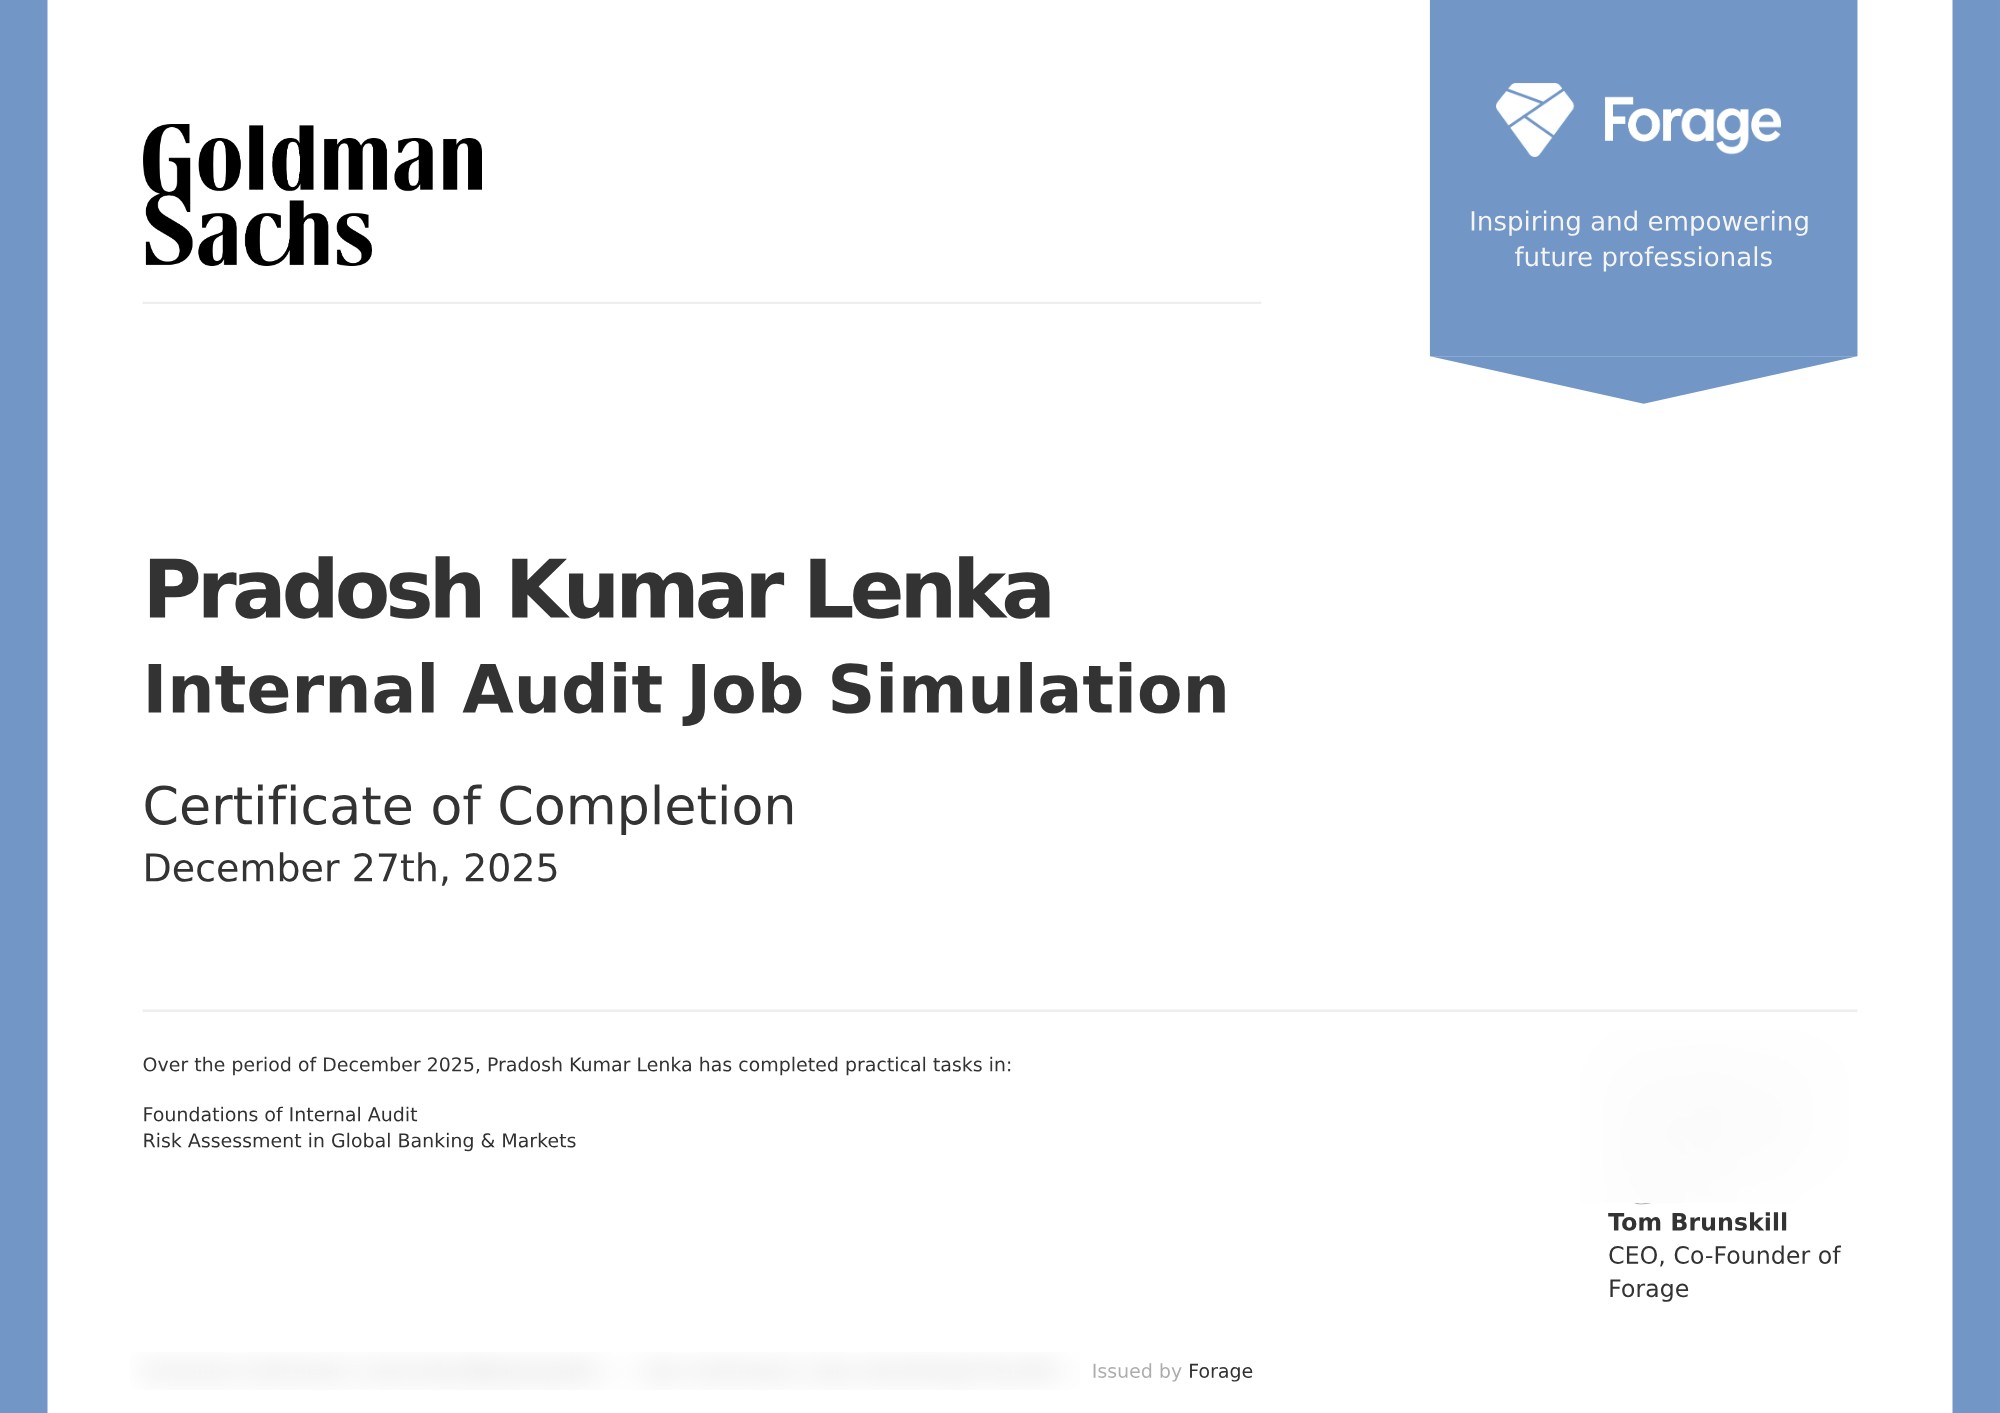 Goldman
Sachs
Forage
Inspiring and empowering
future professionals
Pradosh Kumar Lenka
Internal Audit Job Simulation
Certificate of Completion
December 27th, 2025
Over the period of December 2025, Pradosh Kumar Lenka has completed practical tasks in:
Foundations of Internal Audit
Risk Assessment in Global Banking & Markets
Tom Brunskill
CEO, Co-Founder of
Forage
Issued by Forage